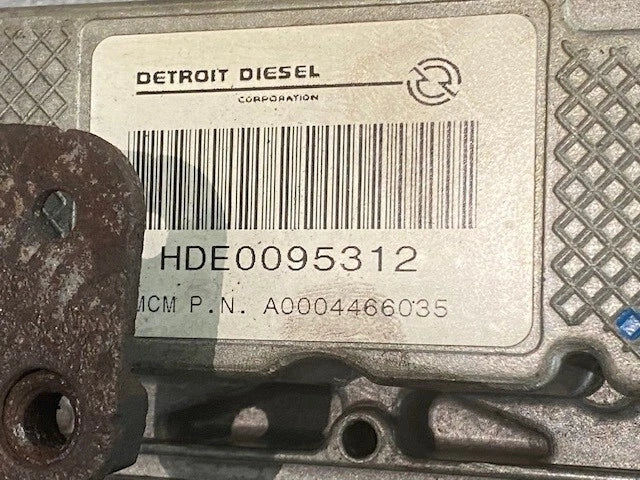 DETROIT DIESEL
CORPORATION
HDE0095312
MCM P.N. A0004466035